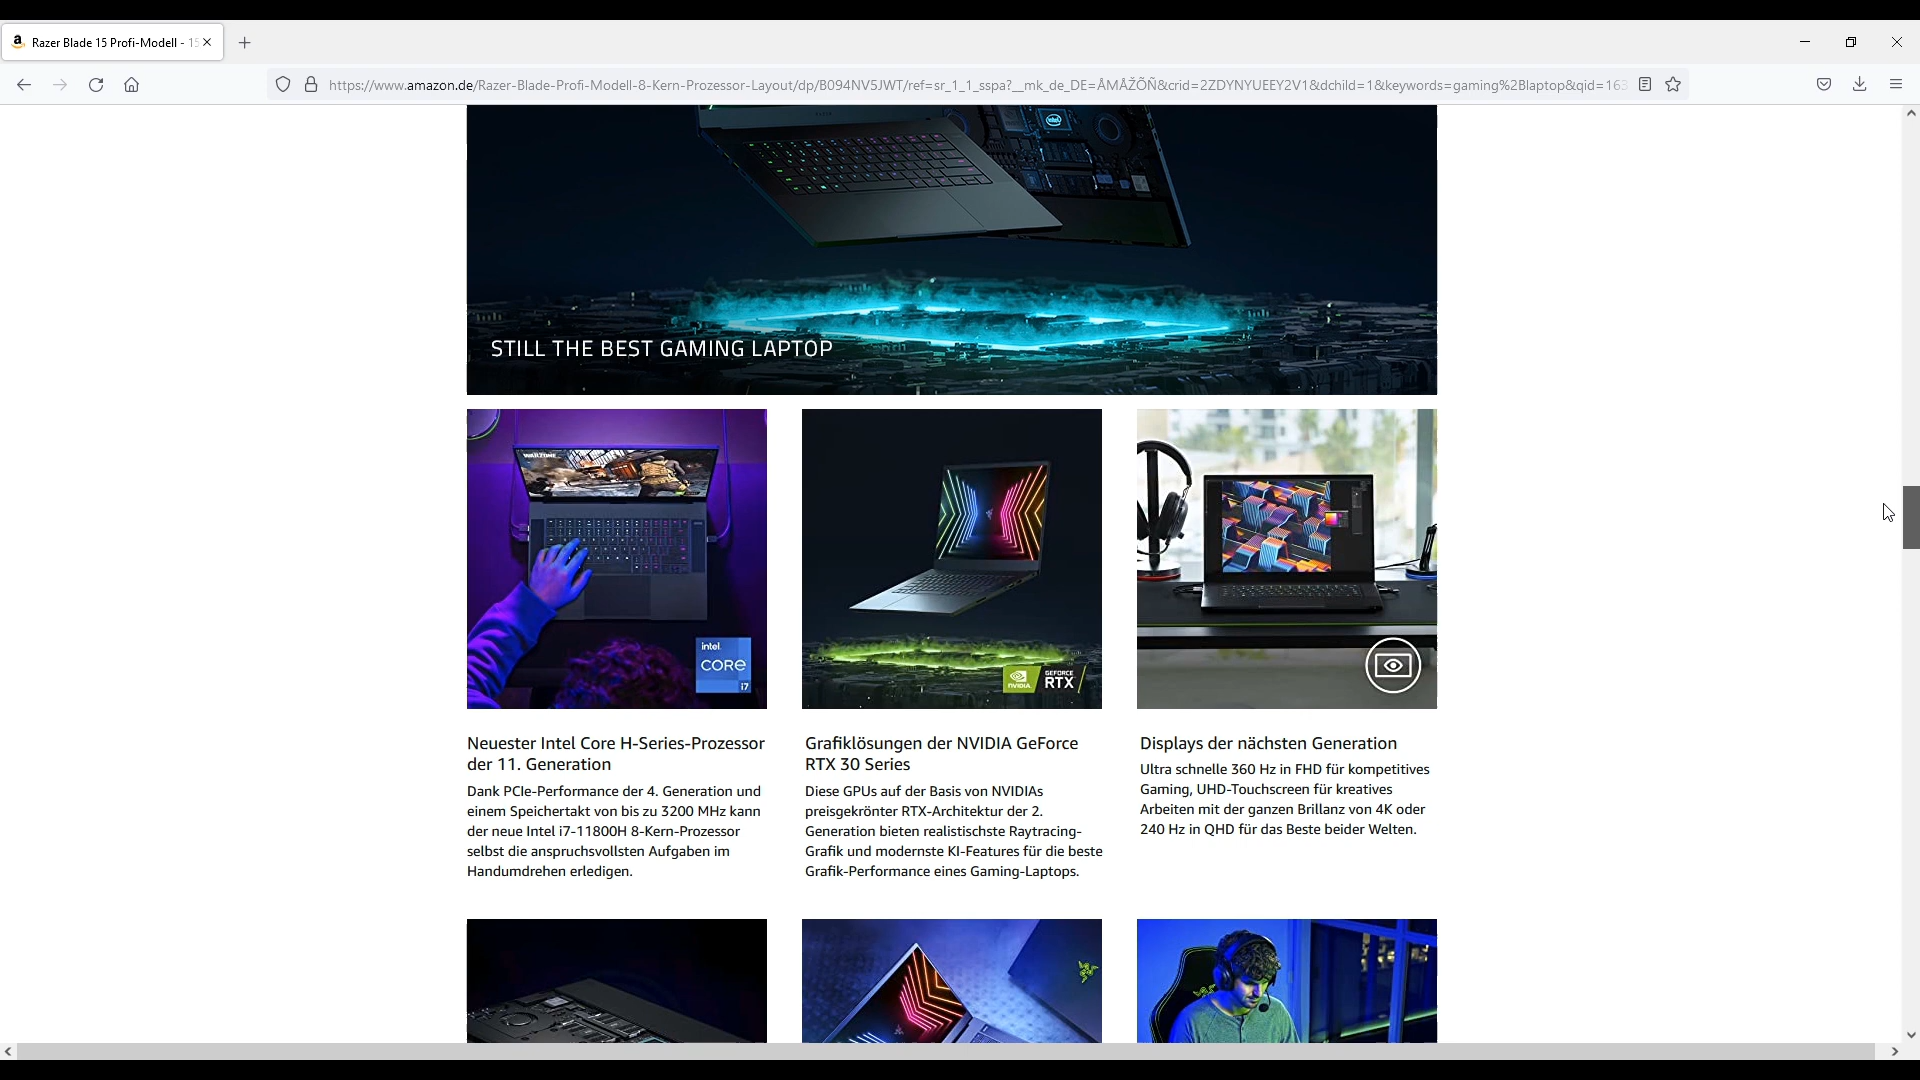 Razer Blade 15 Profi-Modell - 15
https://www.amazon.de/Razer-Blade-Profi-Modell-8-Kern-Prozessor-Layout/dp/B094NV5JWT/ref=sr_1_1_sspa?__mk_de_DE=ÅMÅŽÕÑ&crid=2ZDYNYUEEY2V1&dchild=1&keywords=gaming%2Blaptop&qid=163
intel
STILL THE BEST GAMING LAPTOP
WARZONE
intel.
CORE
i7
NVIDIA.
GEFORCE
RTX
Neuester Intel Core H-Series-Prozessor
der 11. Generation
Dank PCIe-Performance der 4. Generation und
einem Speichertakt von bis zu 3200 MHz kann
der neue Intel i7-11800H 8-Kern-Prozessor
selbst die anspruchsvollsten Aufgaben im
Handumdrehen erledigen.
Grafiklösungen der NVIDIA GeForce
RTX 30 Series
Diese GPUs auf der Basis von NVIDIAs
preisgekrönter RTX-Architektur der 2.
Generation bieten realistischste Raytracing-
Grafik und modernste KI-Features für die beste
Grafik-Performance eines Gaming-Laptops.
Displays der nächsten Generation
Ultra schnelle 360 Hz in FHD für kompetitives
Gaming, UHD-Touchscreen für kreatives
Arbeiten mit der ganzen Brillanz von 4K oder
240 Hz in QHD für das Beste beider Welten.